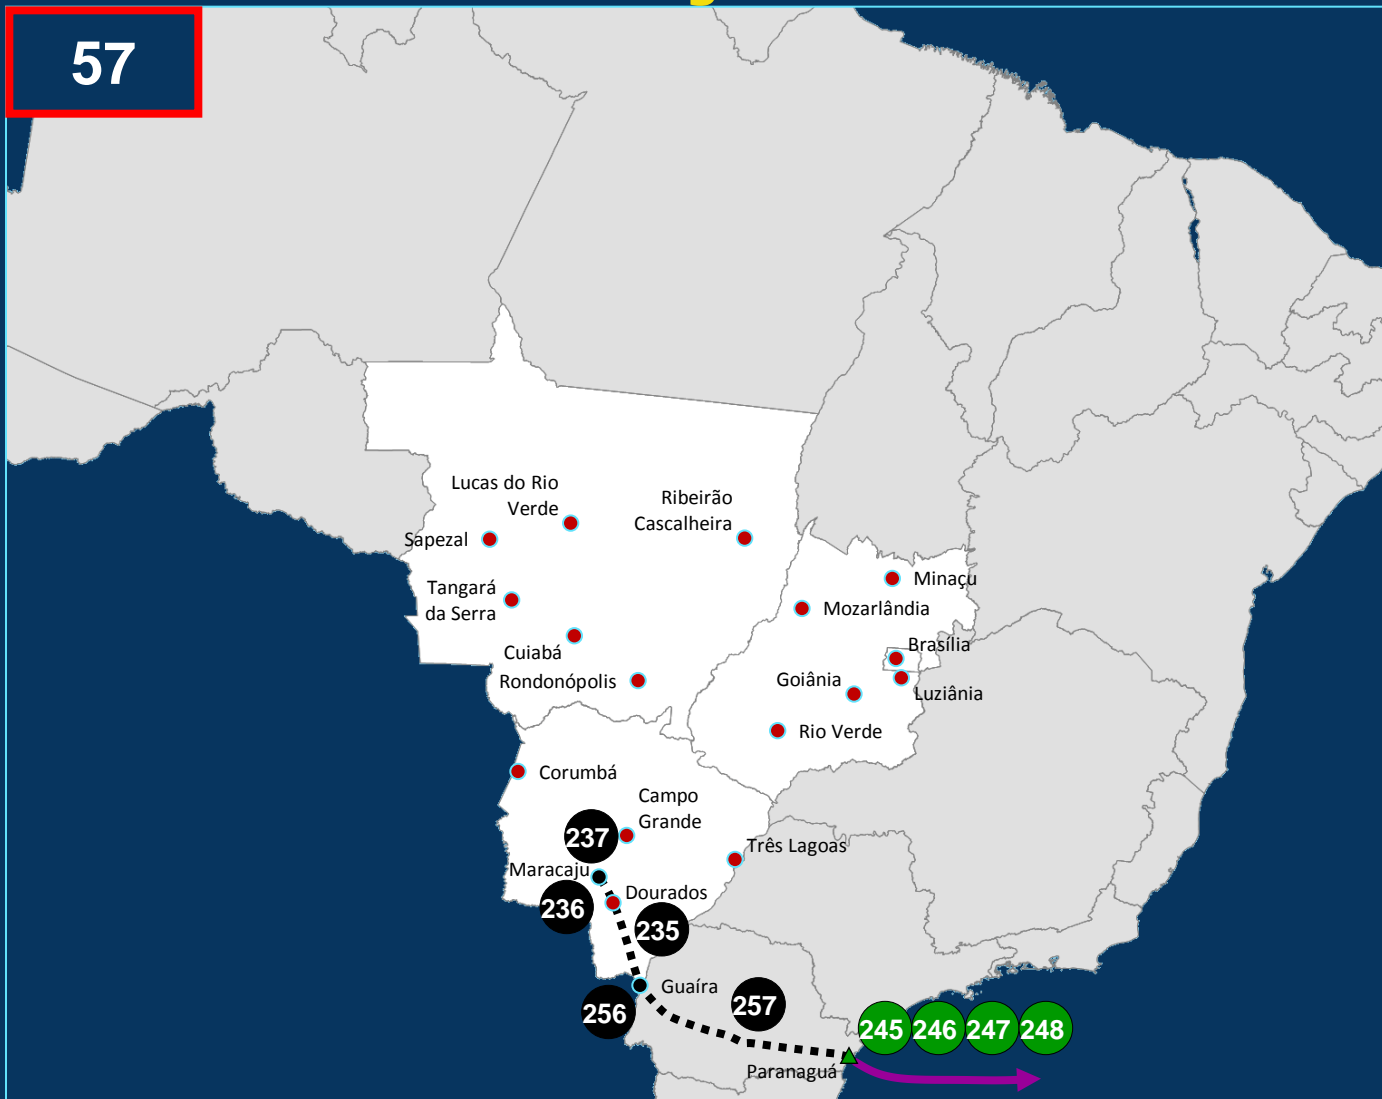 57
Lucas do Rio
Verde
Ribeirão
Cascalheira
Sapezal
Tangará
da Serra
Minaçu
Mozarlândia
Cuiabá
Brasília
Rondonópolis
Goiânia
Luziânia
Rio Verde
Corumbá
Campo
Grande
237
Três Lagoas
Maracaju
Dourados
236
235
Guaíra
256
257
245 246 247 248
Paranaguá